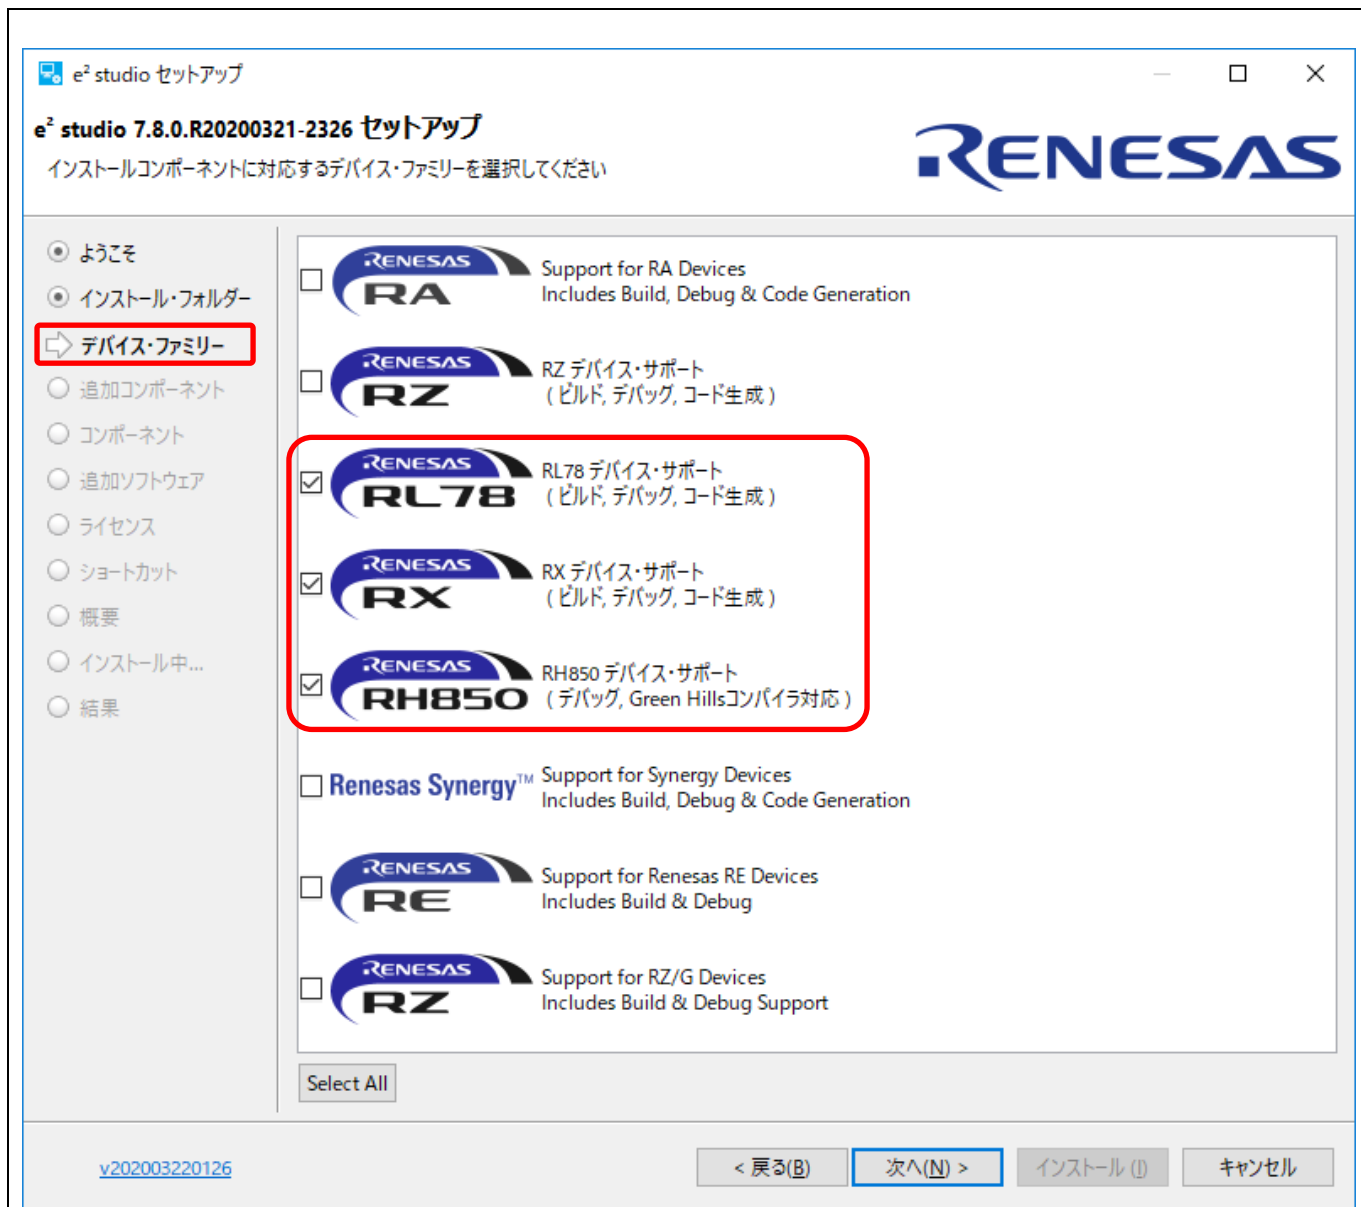 e² studio セットアップ
e² studio 7.8.0.R20200321-2326 セットアップ
インストールコンポーネントに対応するデバイス・ファミリーを選択してください
RENESAS
ようこそ
インストール・フォルダー
デバイス・ファミリー
追加コンポーネント
コンポーネント
追加ソフトウェア
ライセンス
ショートカット
概要
インストール中...
結果
RENESAS
RA
Support for RA Devices
Includes Build, Debug & Code Generation
RENESAS
RZ
RZ デバイス・サポート
( ビルド, デバッグ, コード生成 )
RENESAS
RL78
RL78 デバイス・サポート
( ビルド, デバッグ, コード生成 )
RENESAS
RX
RX デバイス・サポート
( ビルド, デバッグ, コード生成 )
RENESAS
RH850
RH850 デバイス・サポート
( デバッグ, Green Hillsコンパイラ対応 )
Renesas Synergy™
Support for Synergy Devices
Includes Build, Debug & Code Generation
RENESAS
RE
Support for Renesas RE Devices
Includes Build & Debug
RENESAS
RZ
Support for RZ/G Devices
Includes Build & Debug Support
Select All
v202003220126
< 戻る(B)
次へ(N) >
インストール (I)
キャンセル